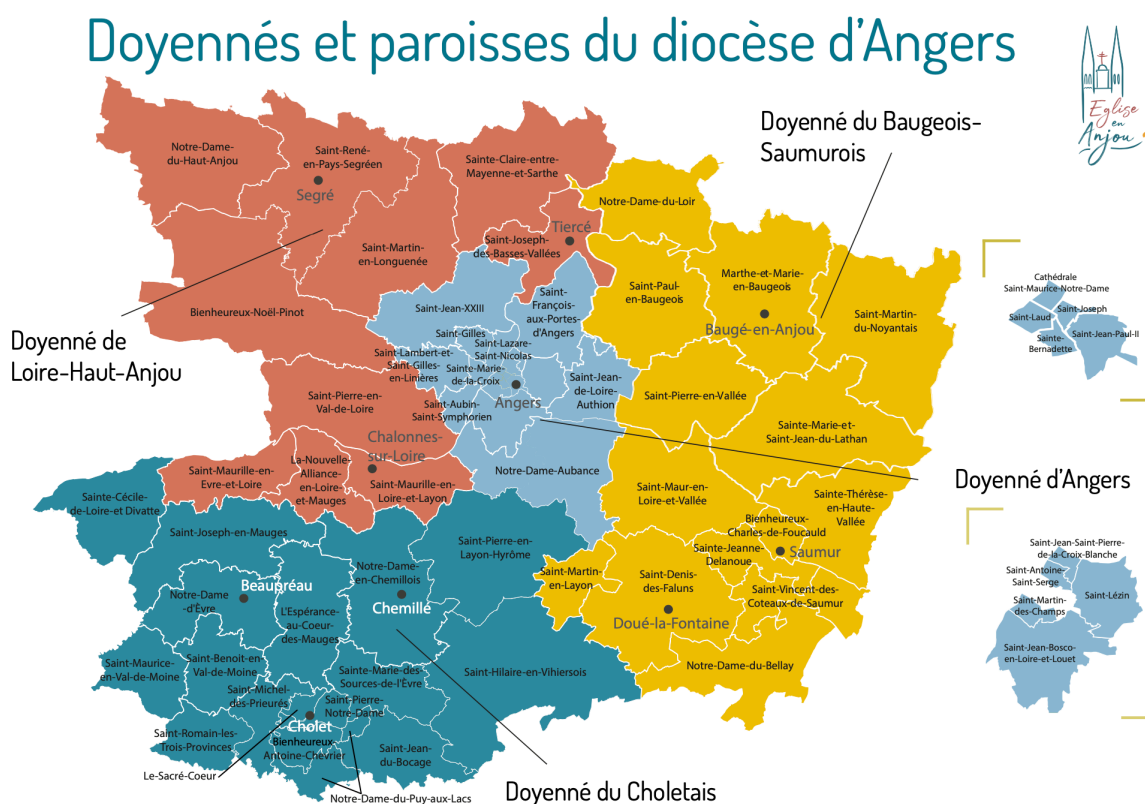 Doyennés et paroisses du diocèse d'Angers
Eglise
en
Anjou
Doyenné du Baugeois-
Saumurois
Notre-Dame-
du-Haut-Anjou
Saint-René-
en-Pays-Segréen
Segré
Sainte-Claire-entre-
Mayenne-et-Sarthe
Notre-Dame-du-Loir
Tiercé
Saint-Joseph-
des-Basses-Vallées
Saint-Martin-
en-Longuenée
Saint-Paul-
en-Baugeois
Marthe-et-Marie-
en-Baugeois
Baugé-en-Anjou
Saint-Martin-
du-Noyantais
Bienheureux-Noël-Pinot
Saint-Jean-XXIII
Saint-
François-
aux-Portes-
d'Angers
Doyenné de
Loire-Haut-Anjou
Saint-Gilles
Saint-Lazare-
Saint-Nicolas
Saint-Lambert-et-
Saint-Gilles-
en-Linières
Sainte-Marie-
de-la-Croix
Angers
Saint-Jean-
de-Loire-
Authion
Saint-Aubin-
Saint-Symphorien
Saint-Pierre-en-
Val-de-Loire
Saint-Pierre-en-Vallée
Sainte-Marie-et-
Saint-Jean-du-Lathan
Chalonnes-
sur-Loire
Notre-Dame-Aubance
Saint-Maurille-en-
Evre-et-Loire
La-Nouvelle-
Alliance-
en-Loire-
et-Mauges
Saint-Maurille-en-
Loire-et-Layon
Saint-Maur-en-
Loire-et-Vallée
Sainte-Thérèse-
en-Haute-
Vallée
Doyenné d'Angers
Sainte-Cécile-
de-Loire-et Divatte
Saint-Joseph-en-Mauges
Saint-Pierre-en-
Layon-Hyrôme
Bienheureux-
Charles-de-Foucauld
Sainte-Jeanne-
Delanoue
Saumur
Notre-Dame-
en-Chemillois
Chemillé
Saint-Martin-
en-Layon
Saint-Denis-
des-Faluns
Saint-Vincent-des-
Coteaux-de-Saumur
Doué-la-Fontaine
Beaupréau
Notre-Dame
-d'Èvre
L'Espérance-
au-Coeur-
des-Mauges
Saint-Maurice-
en-Val-de-Moine
Saint-Benoit-en-
Val-de-Moine
Sainte-Marie-des-
Sources-de-l'Èvre
Saint-Hilaire-en-Vihiersois
Notre-Dame-du-Bellay
Saint-Michel-
des-Prieurés
Saint-Pierre-
Notre-Dame
Cholet
Saint-Romain-les-
Trois-Provinces
Bienheureux-
Antoine-Chevrier
Saint-Jean-
du-Bocage
Le-Sacré-Coeur
Notre-Dame-du-Puy-aux-Lacs
Doyenné du Choletais
Cathédrale
Saint-Maurice-Notre-Dame
Saint-Laud
Saint-Joseph
Sainte-
Bernadette
Saint-Jean-Paul-II
Saint-Jean-Saint-Pierre-
de-la-Croix-Blanche
Saint-Antoine-
Saint-Serge
Saint-Martin-
des-Champs
Saint-Lézin
Saint-Jean-Bosco-
en-Loire-et-Louet